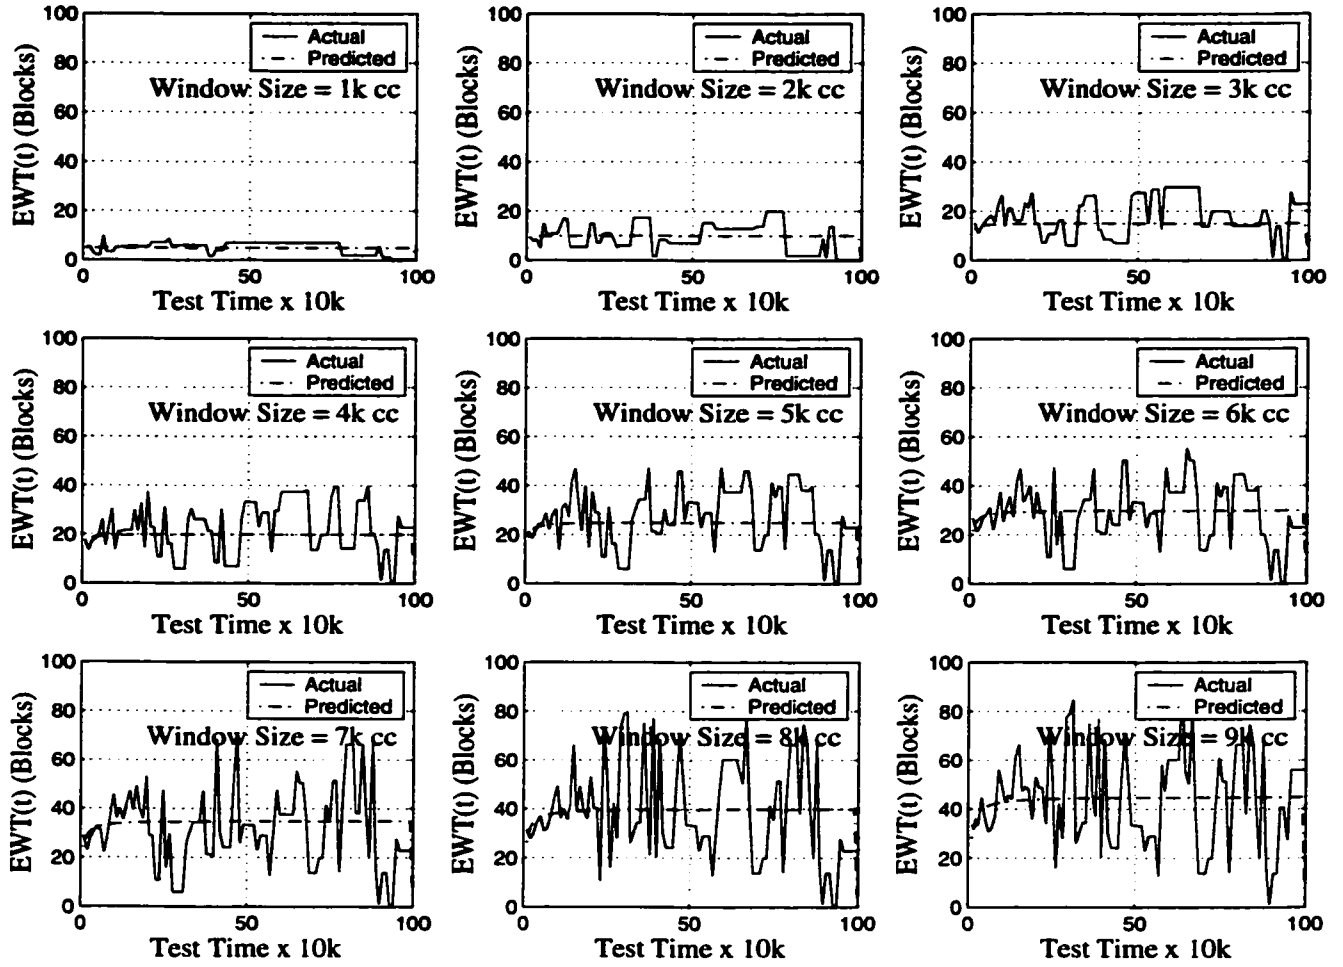 EWT(t) (Blocks)
100
80
60
40
20
0
Actual
Predicted
Window Size = 1k cc
0
50
100
Test Time x 10k
EWT(t) (Blocks)
100
80
60
40
20
0
Actual
Predicted
Window Size = 2k cc
0
50
100
Test Time x 10k
EWT(t) (Blocks)
100
80
60
40
20
0
Actual
Predicted
Window Size = 3k cc
0
50
100
Test Time x 10k
EWT(t) (Blocks)
100
80
60
40
20
0
Actual
Predicted
Window Size = 4k cc
0
50
100
Test Time x 10k
EWT(t) (Blocks)
100
80
60
40
20
0
Actual
Predicted
Window Size = 5k cc
0
50
100
Test Time x 10k
EWT(t) (Blocks)
100
80
60
40
20
0
Actual
Predicted
Window Size = 6k cc
0
50
100
Test Time x 10k
EWT(t) (Blocks)
100
80
60
40
20
0
Actual
Predicted
Window Size = 7k cc
0
50
100
Test Time x 10k
EWT(t) (Blocks)
100
80
60
40
20
0
Actual
Predicted
Window Size = 8k cc
0
50
100
Test Time x 10k
EWT(t) (Blocks)
100
80
60
40
20
0
Actual
Predicted
Window Size = 9k cc
0
50
100
Test Time x 10k